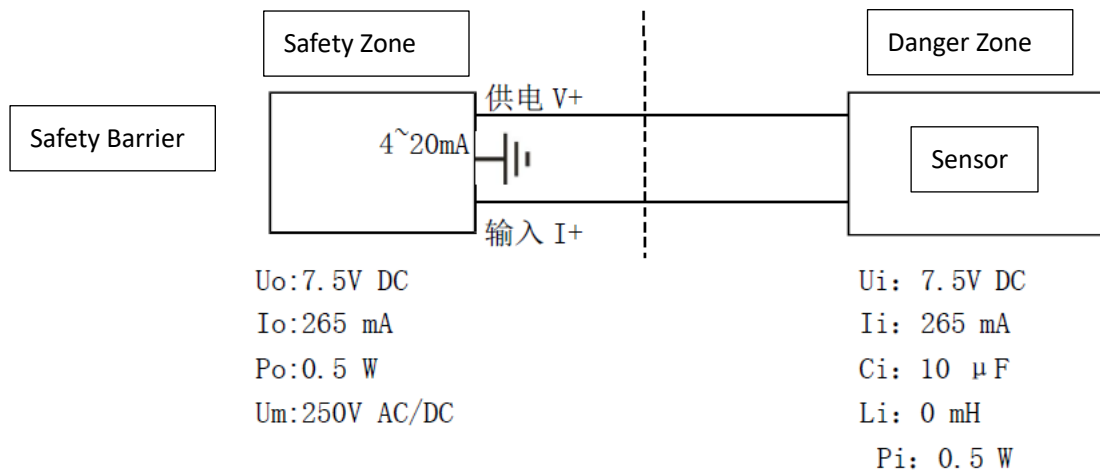 Safety Zone
Danger Zone
供电 V+
Safety Barrier
4~20mA
Sensor
输入 I+
Uo:7.5V DC
Io:265 mA
Po:0.5 W
Um:250V AC/DC
Ui: 7.5V DC
Ii: 265 mA
Ci: 10 μF
Li: 0 mH
Pi: 0.5 W